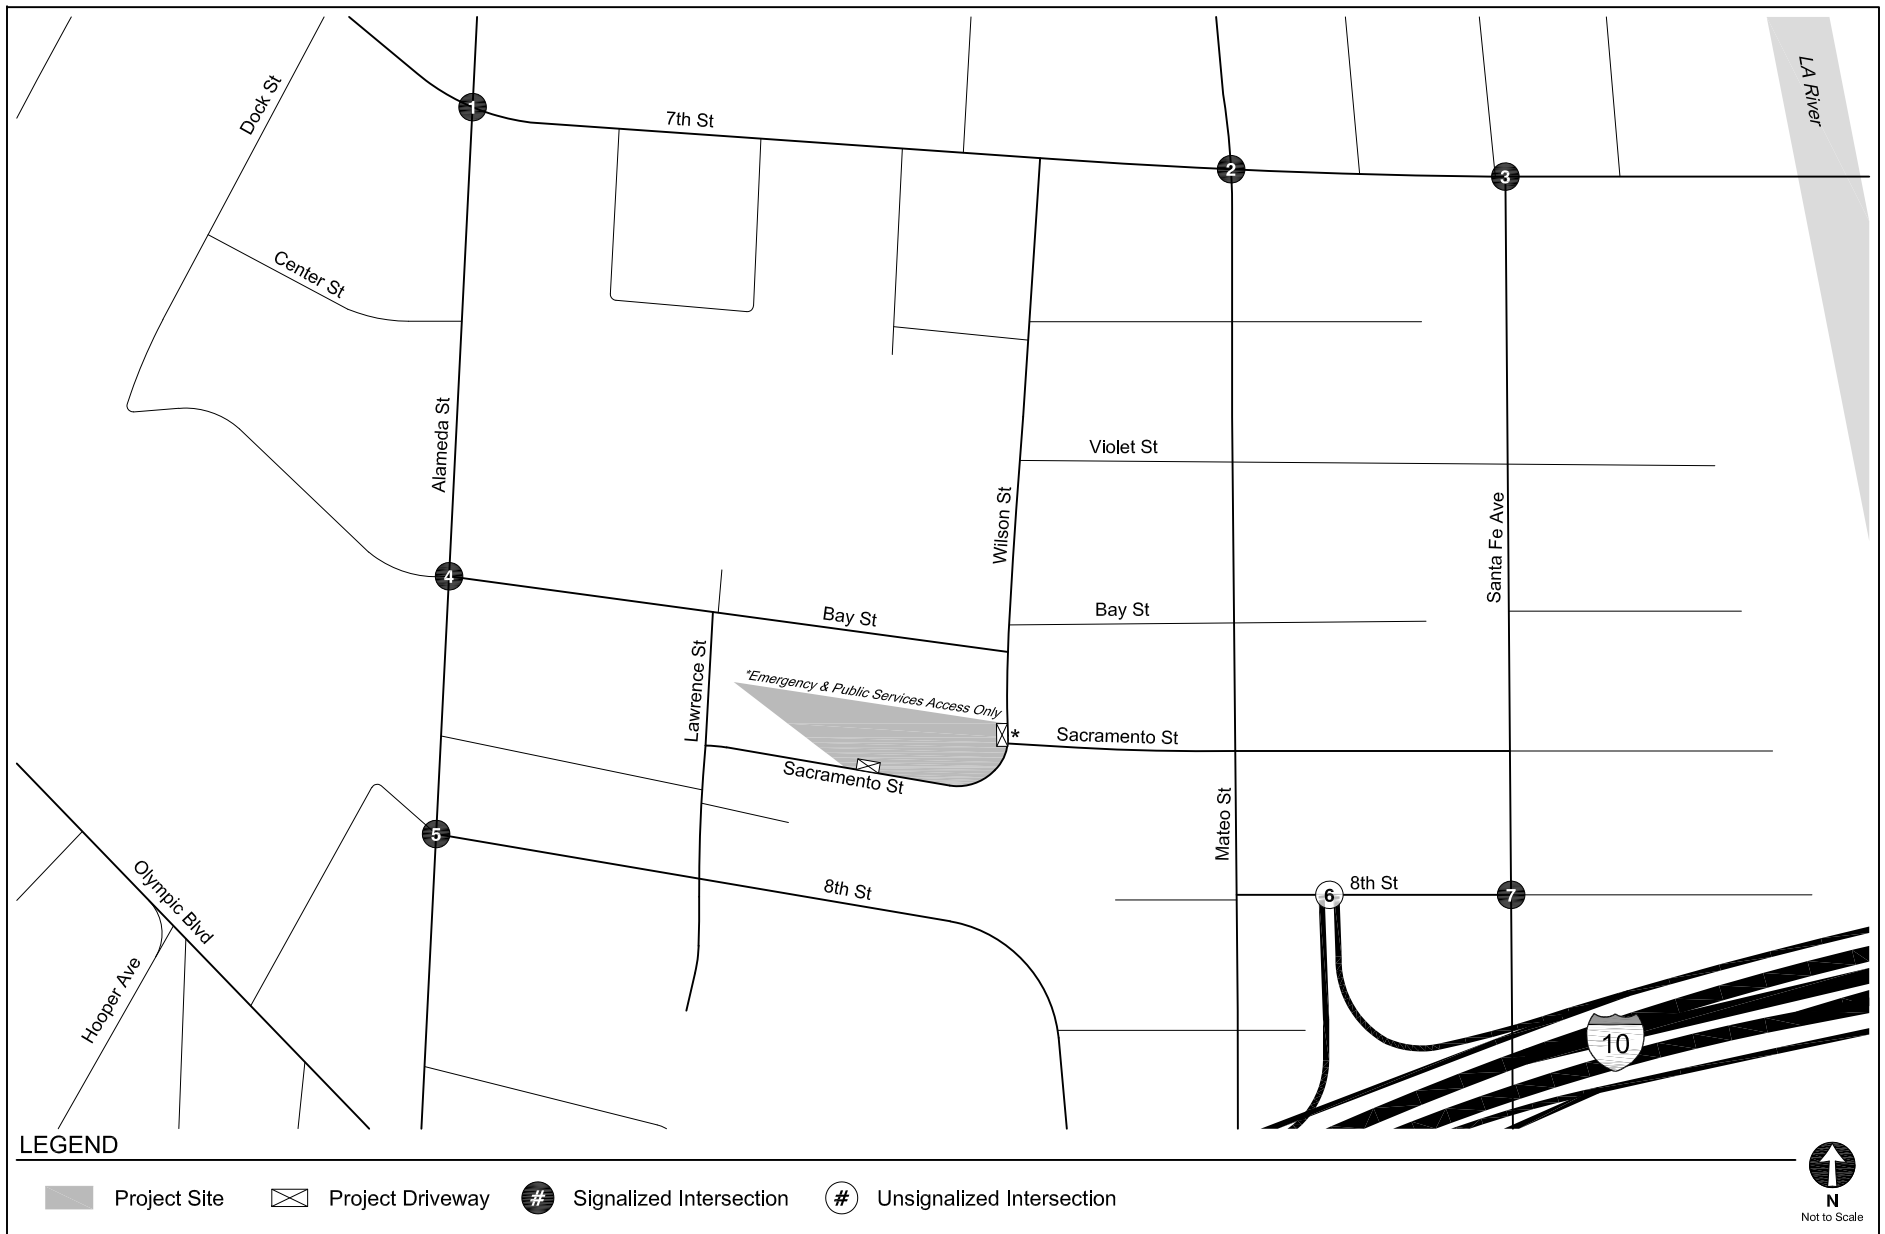 LA River
Dock St
1
7th St
2
3
Center St
Alameda St
Violet St
Wilson St
Santa Fe Ave
4
Bay St
Bay St
Lawrence St
*Emergency & Public Services Access Only
*
Sacramento St
Sacramento St
Mateo St
5
Olympic Blvd
8th St
8th St
6
7
Hooper Ave
10
LEGEND
Project Site
Project Driveway
# Signalized Intersection
# Unsignalized Intersection
N
Not to Scale